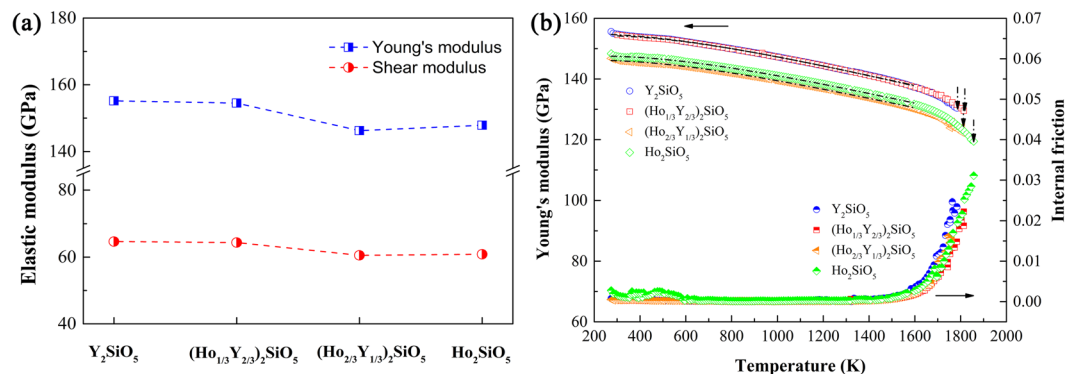 (a)
180
160
140
80
60
40
Elastic modulus (GPa)
Young's modulus
Shear modulus
Y₂SiO₅
(Ho₁/₃Y₂/₃)₂SiO₅
(Ho₂/₃Y₁/₃)₂SiO₅
Ho₂SiO₅
(b)
160
140
120
100
80
60
Young's modulus (GPa)
Y₂SiO₅
(Ho₁/₃Y₂/₃)₂SiO₅
(Ho₂/₃Y₁/₃)₂SiO₅
Ho₂SiO₅
Y₂SiO₅
(Ho₁/₃Y₂/₃)₂SiO₅
(Ho₂/₃Y₁/₃)₂SiO₅
Ho₂SiO₅
0.07
0.06
0.05
0.04
0.03
0.02
0.01
0.00
Internal friction
200 400 600 800 1000 1200 1400 1600 1800 2000
Temperature (K)